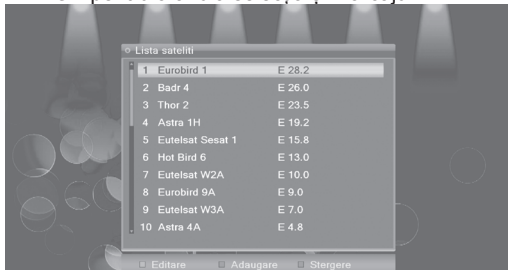 Lista sateliti
1 Eurobird 1 E 28.2
2 Badr 4 E 26.0
3 Thor 2 E 23.5
4 Astra 1H E 19.2
5 Eutelsat Sesat 1 E 15.8
6 Hot Bird 6 E 13.0
7 Eutelsat W2A E 10.0
8 Eurobird 9A E 9.0
9 Eutelsat W3A E 7.0
10 Astra 4A E 4.8
Editare Adaugare Stergere